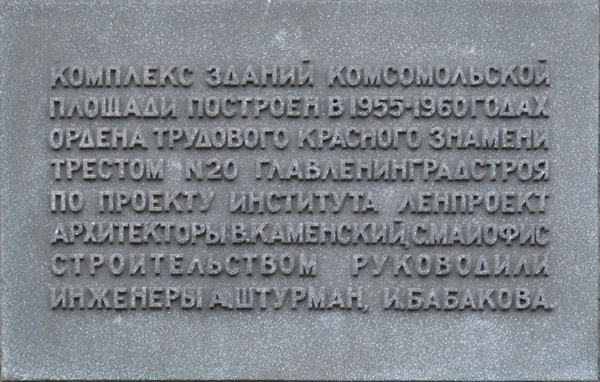 КОМПЛЕКС ЗДАНИЙ КОМСОМОЛЬСКОЙ
ПЛОЩАДИ ПОСТРОЕН В 1955-1960 ГОДАХ
ОРДЕНА ТРУДОВОГО КРАСНОГО ЗНАМЕНИ
ТРЕСТОМ N20 ГЛАВЛЕНИНГРАДСТРОЯ
ПО ПРОЕКТУ ИНСТИТУТА ЛЕНПРОЕКТ
АРХИТЕКТОРЫ В.КАМЕНСКИЙ, С.МАЙОФИС
СТРОИТЕЛЬСТВОМ РУКОВОДИЛИ
ИНЖЕНЕРЫ А.ШТУРМАН, И.БАБАКОВА.